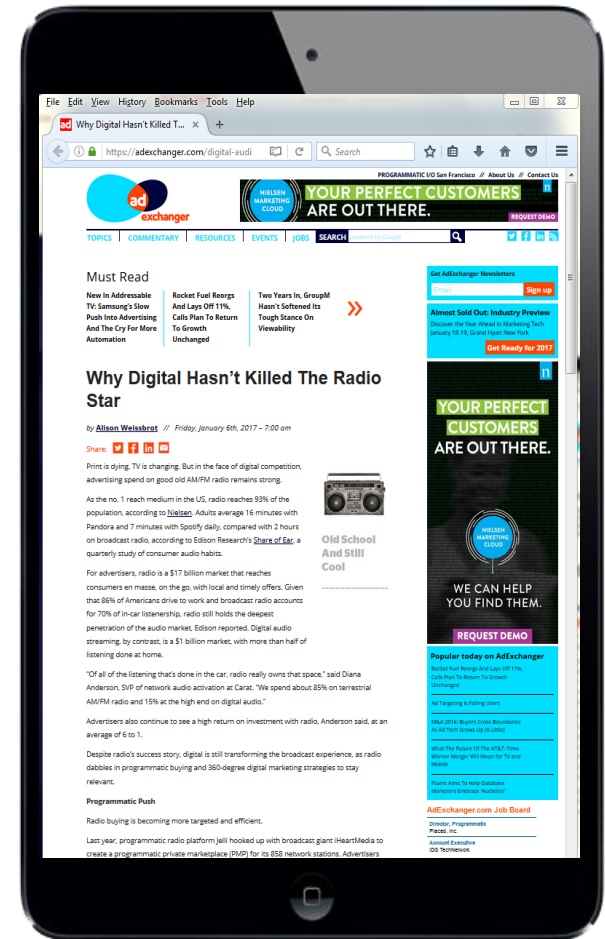 File Edit View History Bookmarks Tools Help
ad Why Digital Hasn't Killed T... × +
https://adexchanger.com/digital-audi
Search
PROGRAMMATIC I/O San Francisco // About Us // Contact Us
ad
exchanger
NIELSEN
MARKETING
CLOUD
YOUR PERFECT CUSTOMERS
ARE OUT THERE.
n
REQUEST DEMO
TOPICS COMMENTARY RESOURCES EVENTS JOBS SEARCH powered by Google
Must Read
New In Addressable
TV: Samsung's Slow
Push Into Advertising
And The Cry For More
Automation
Rocket Fuel Reorgs
And Lays Off 11%,
Calls Plan To Return
To Growth
Unchanged
Two Years In, GroupM
Hasn't Softened Its
Tough Stance On
Viewability
Get AdExchanger Newsletters
Email
Sign up
Almost Sold Out: Industry Preview
Discover the Year Ahead in Marketing Tech
January 18-19, Grand Hyatt New York
Get Ready for 2017
Why Digital Hasn't Killed The Radio
Star
by Alison Weissbrot // Friday, January 6th, 2017 – 7:00 am
Share:
Print is dying. TV is changing. But in the face of digital competition,
advertising spend on good old AM/FM radio remains strong.
As the no. 1 reach medium in the US, radio reaches 93% of the
population, according to Nielsen. Adults average 16 minutes with
Pandora and 7 minutes with Spotify daily, compared with 2 hours
on broadcast radio, according to Edison Research's Share of Ear, a
quarterly study of consumer audio habits.
Old School
And Still
Cool
For advertisers, radio is a $17 billion market that reaches
consumers en masse, on the go, with local and timely offers. Given
that 86% of Americans drive to work and broadcast radio accounts
for 70% of in-car listenership, radio still holds the deepest
penetration of the audio market, Edison reported. Digital audio
streaming, by contrast, is a $1 billion market, with more than half of
listening done at home.
"Of all the listening that's done in the car, radio really owns that space," said Diana
Anderson, SVP of network audio activation at Carat. "We spend about 85% on terrestrial
AM/FM radio and 15% at the high end on digital audio."
Advertisers also continue to see a high return on investment with radio, Anderson said, at an
average of 6 to 1.
Despite radio's success story, digital is still transforming the broadcast experience, as radio
dabbles in programmatic buying and 360-degree digital marketing strategies to stay
relevant.
Programmatic Push
Radio buying is becoming more targeted and efficient.
Last year, programmatic radio platform Jelli hooked up with broadcast giant iHeartMedia to
create a programmatic private marketplace (PMP) for its 858 network stations. Advertisers
n
YOUR PERFECT
CUSTOMERS
ARE OUT THERE.
NIELSEN
MARKETING
CLOUD
WE CAN HELP
YOU FIND THEM.
REQUEST DEMO
Popular today on AdExchanger
Rocket Fuel Reorgs And Lays Off 11%,
Calls Plan To Return To Growth
Unchanged
Ad Targeting Is Failing Users
M&A 2016: Buyers Cross Boundaries
As Ad Tech Grows Up (A Little)
What The Future Of The AT&T-Time-
Warner Merger Will Mean for TV and
Mobile
Fluent Aims To Help Database
Marketers Embrace 'Audience'
AdExchanger.com Job Board
Director, Programmatic
Placed, Inc.
Account Executive
IDG TechNetwork